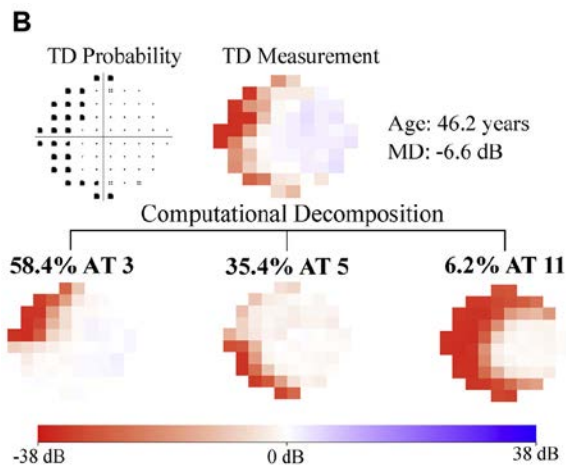 B
TD Probability TD Measurement
Age: 46.2 years
MD: -6.6 dB
Computational Decomposition
58.4% AT 3 35.4% AT 5 6.2% AT 11
-38 dB 0 dB 38 dB